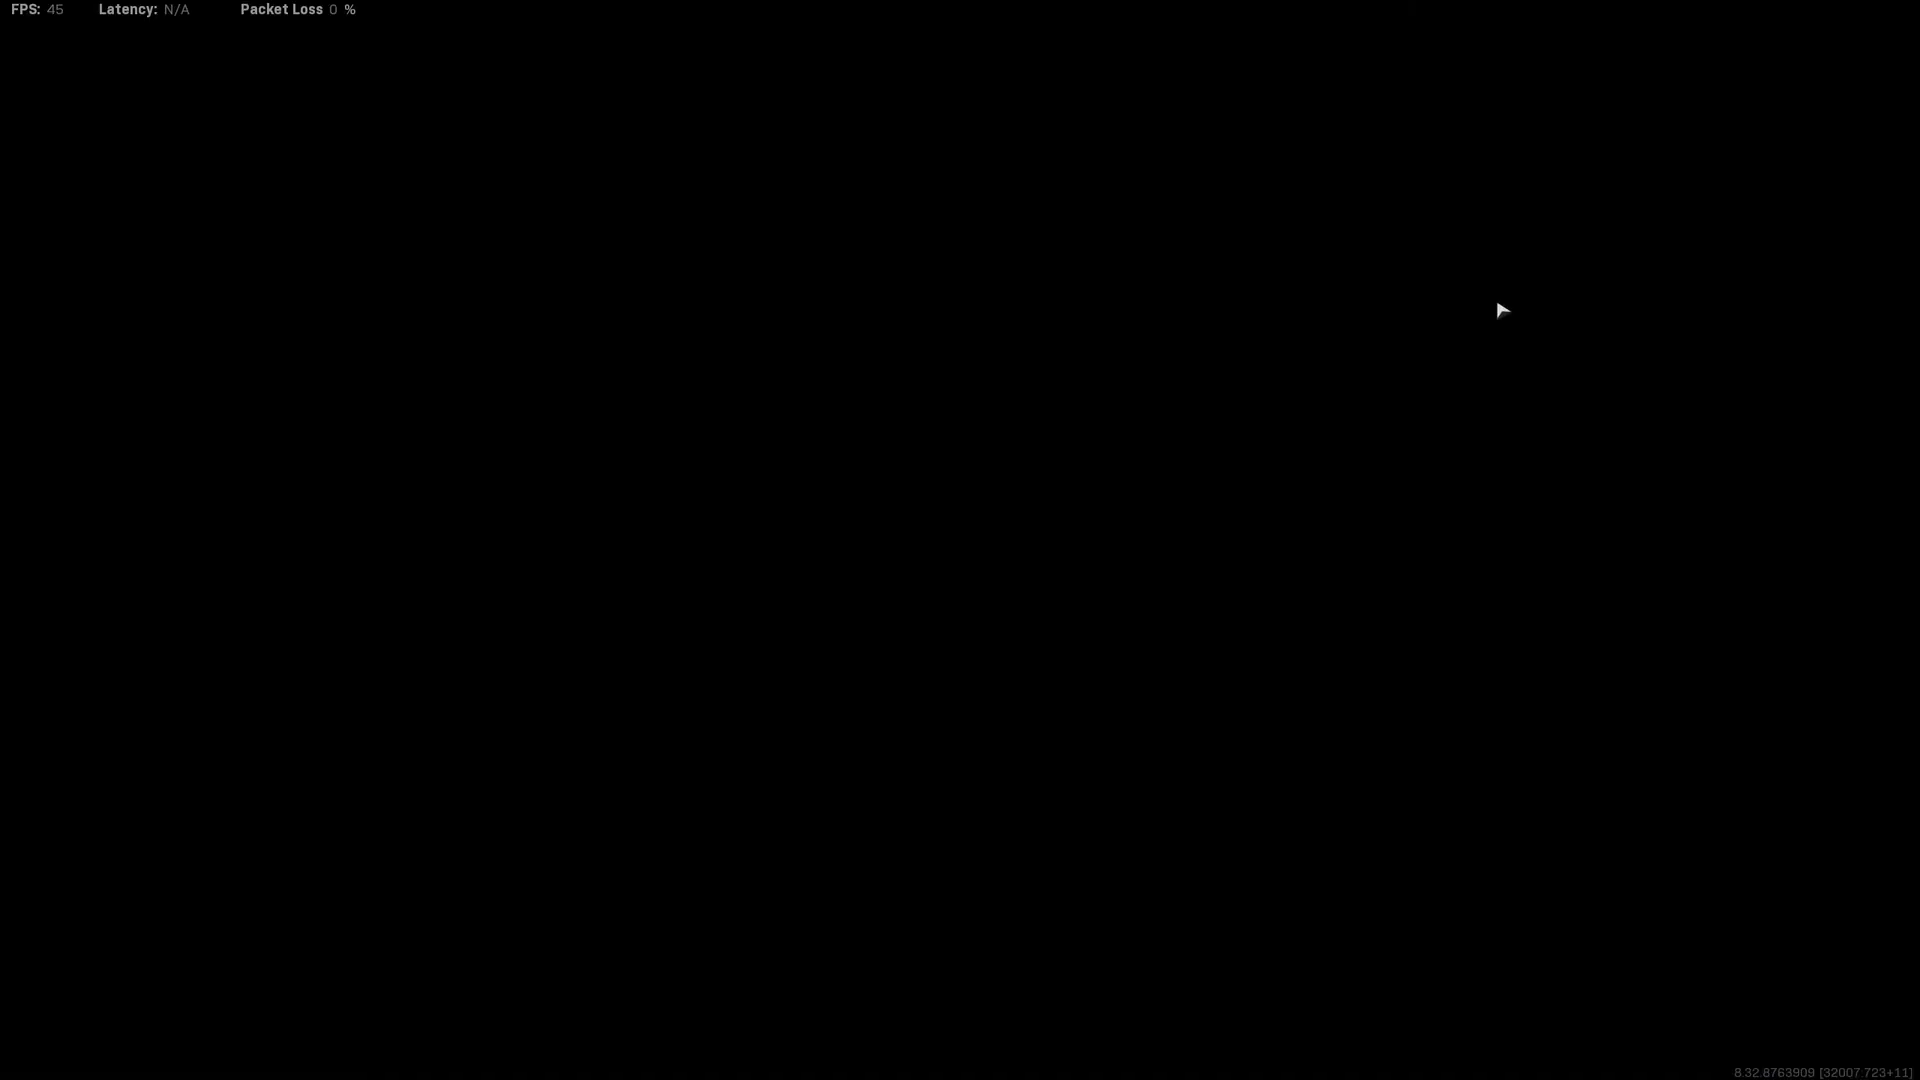 FPS: 45 Latency: N/A Packet Loss 0 %
8.32.8763909 [32007.723+11]